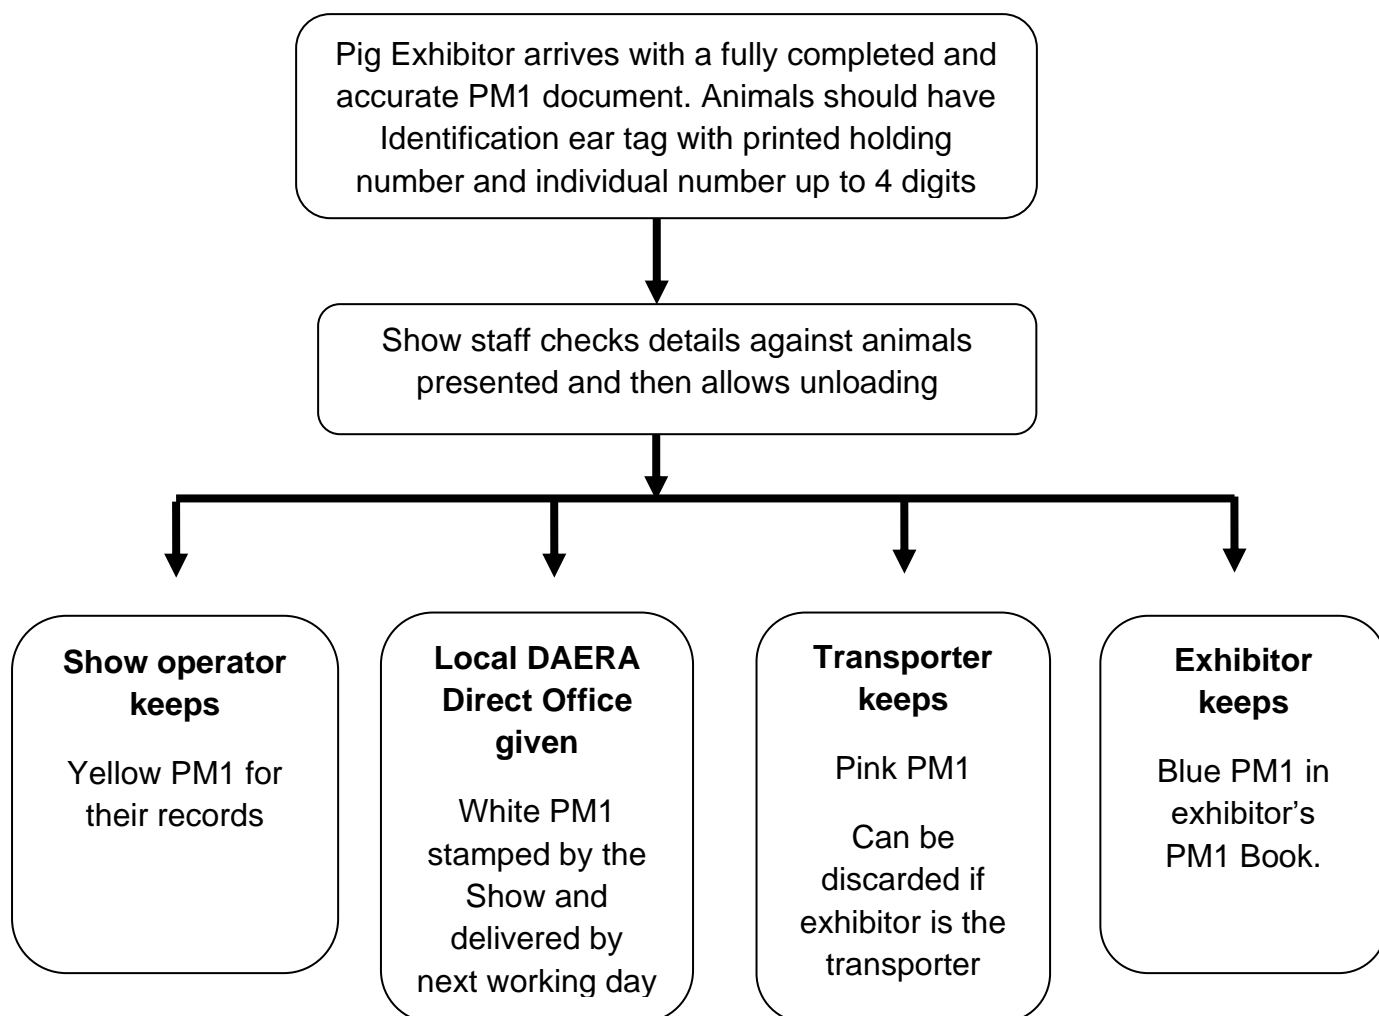 Pig Exhibitor arrives with a fully completed and
accurate PM1 document. Animals should have
Identification ear tag with printed holding
number and individual number up to 4 digits
Show staff checks details against animals
presented and then allows unloading
Show operator
keeps
Yellow PM1 for
their records
Local DAERA
Direct Office
given
White PM1
stamped by the
Show and
delivered by
next working day
Transporter
keeps
Pink PM1
Can be
discarded if
exhibitor is the
transporter
Exhibitor
keeps
Blue PM1 in
exhibitor’s
PM1 Book.